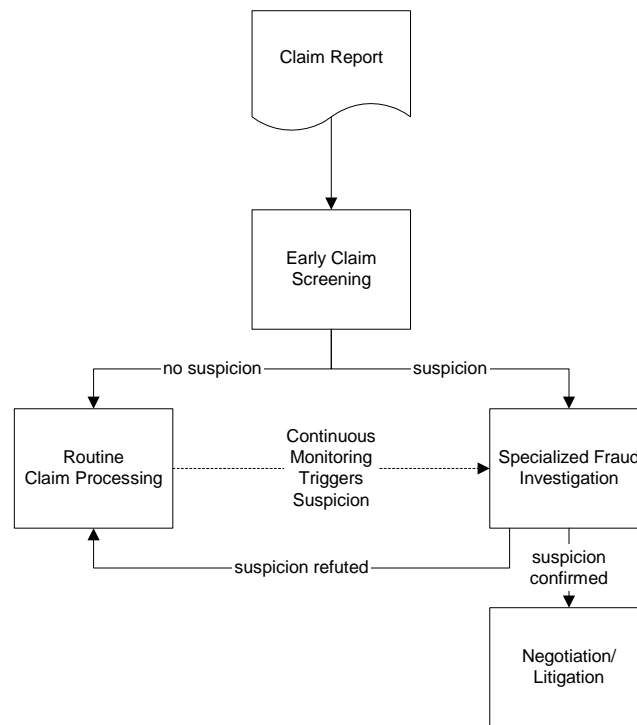 Claim Report
Early Claim
Screening
no suspicion
suspicion
Routine
Claim Processing
Continuous
Monitoring
Triggers
Suspicion
Specialized Fraud
Investigation
suspicion refuted
suspicion
confirmed
Negotiation/
Litigation